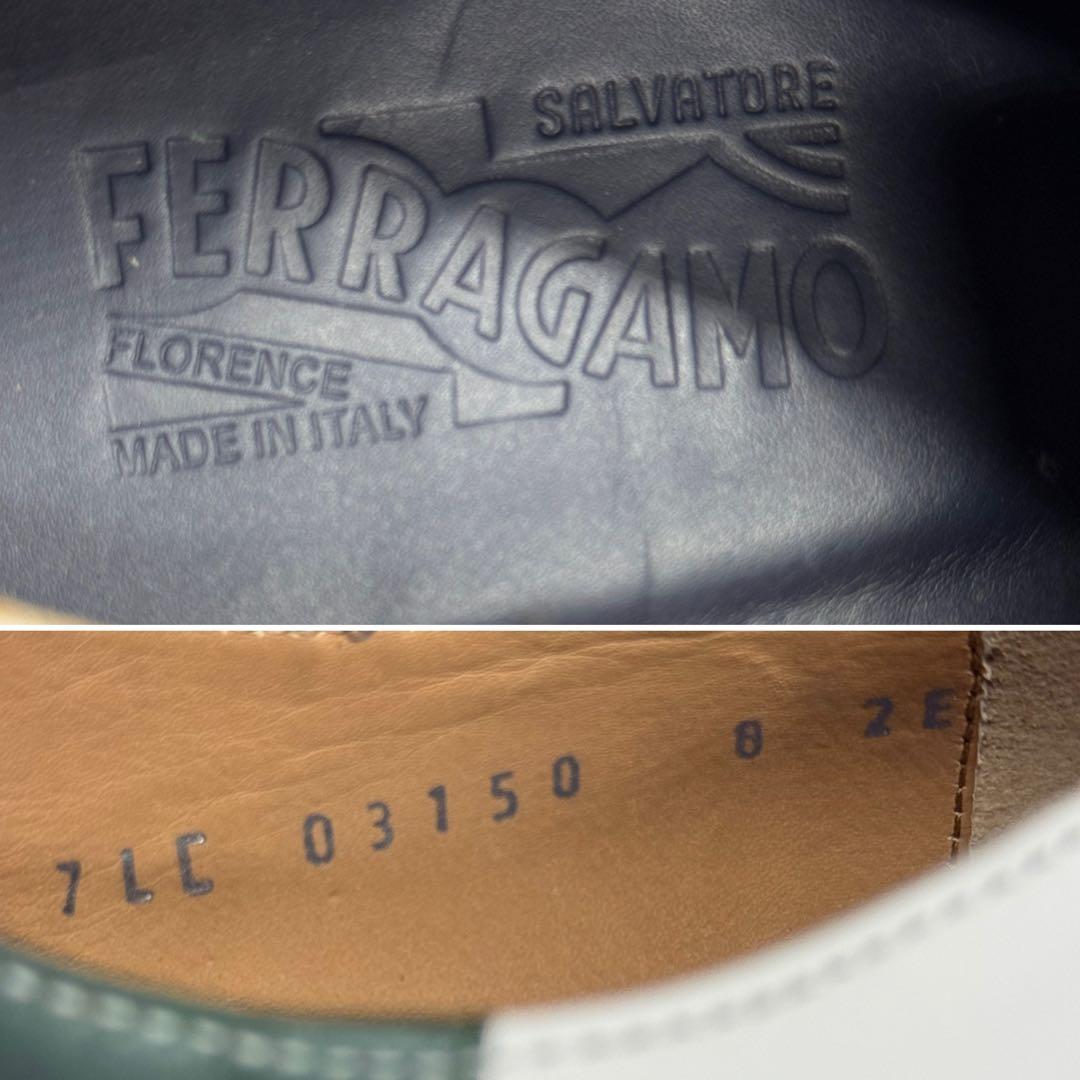 SALVATORE
FERRAGAMO
FLORENCE
MADE IN ITALY
7LC 03150 8 2E